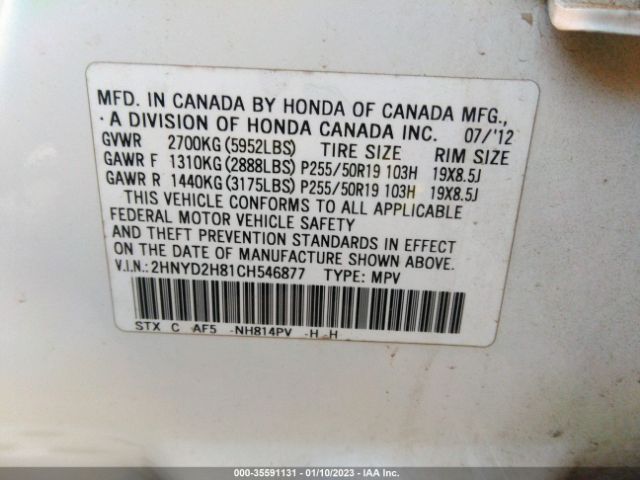 MFD. IN CANADA BY HONDA OF CANADA MFG.,
A DIVISION OF HONDA CANADA INC. 07/'12
GVWR 2700KG (5952LBS) TIRE SIZE RIM SIZE
GAWR F 1310KG (2888LBS) P255/50R19 103H 19X8.5J
GAWR R 1440KG (3175LBS) P255/50R19 103H 19X8.5J
THIS VEHICLE CONFORMS TO ALL APPLICABLE
FEDERAL MOTOR VEHICLE SAFETY
AND THEFT PREVENTION STANDARDS IN EFFECT
ON THE DATE OF MANUFACTURE SHOWN ABOVE.
V.I.N.: 2HNYD2H81CH546877 TYPE: MPV
STX C AF5 -NH814PV -H -H
000-35591131 - 01/10/2023 - IAA Inc.